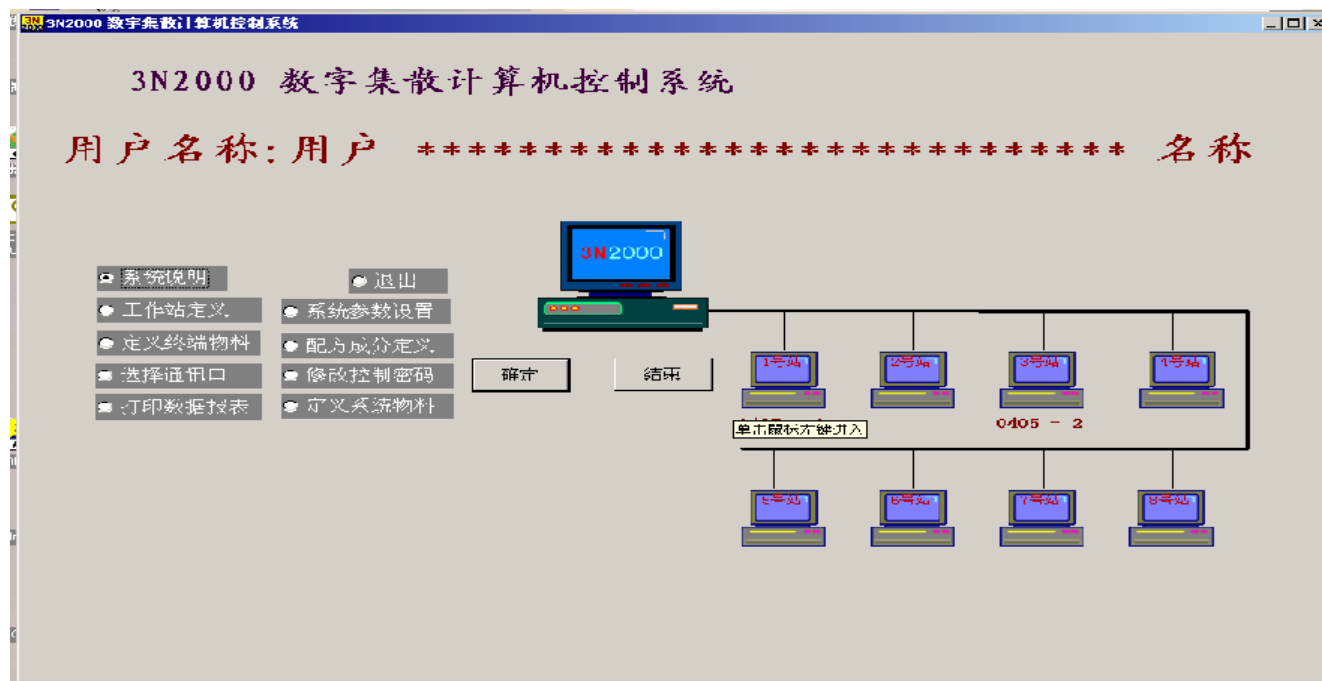 3N2000 数字集散计算机控制系统
3N2000 数字集散计算机控制系统
用户名称:用户 **************************** 名称
3N2000
系统说明
退出
工作站定义
系统参数设置
定义终端物料
配方成分定义
选择通讯口
修改控制密码
打印数据报表
定义系统物料
确定
结束
1号站
2号站
3号站
4号站
单击鼠标左键进入
0405 - 2
5号站
6号站
7号站
8号站